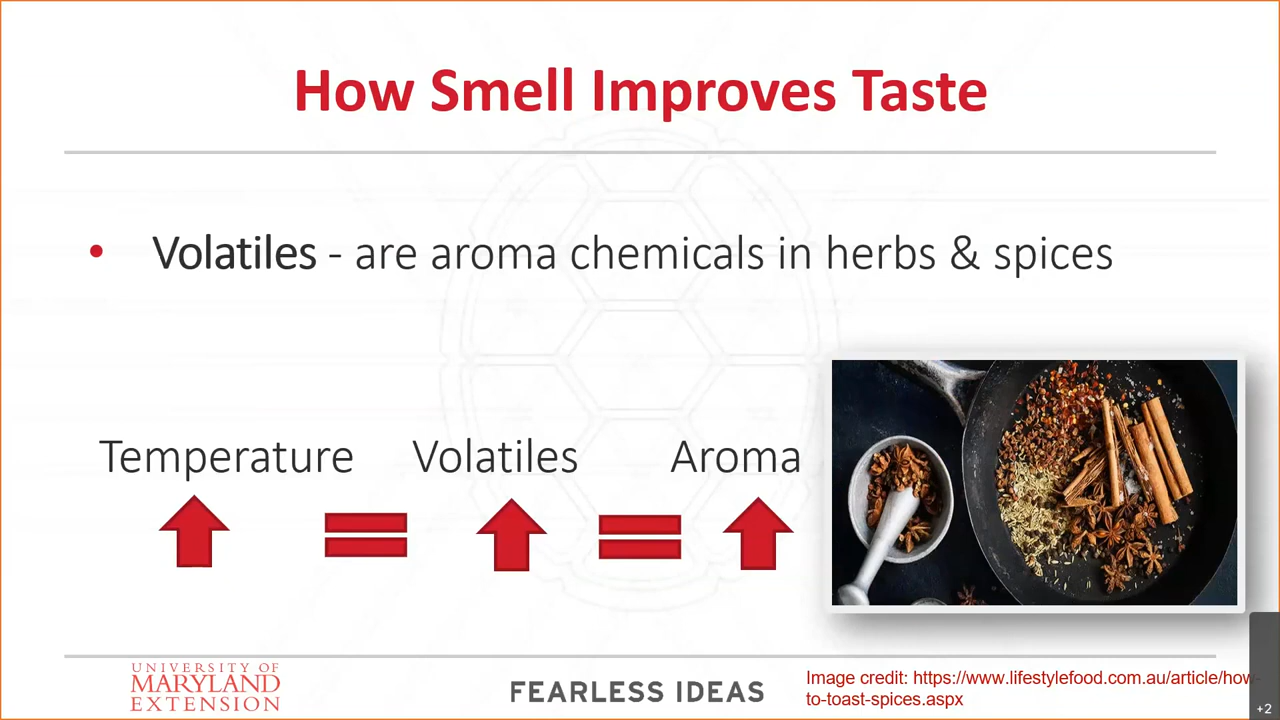 How Smell Improves Taste
• Volatiles - are aroma chemicals in herbs & spices
Temperature Volatiles Aroma
UNIVERSITY OF
MARYLAND
EXTENSION
FEARLESS IDEAS
Image credit: https://www.lifestylefood.com.au/article/how-
to-toast-spices.aspx
+2